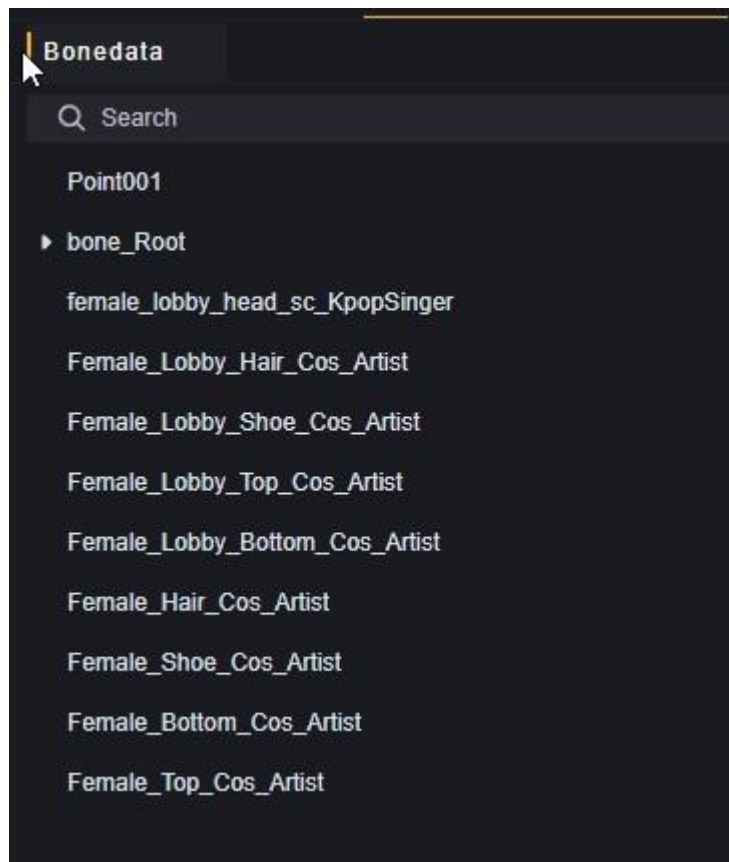 Bonedata
Search
Point001
bone_Root
female_lobby_head_sc_KpopSinger
Female_Lobby_Hair_Cos_Artist
Female_Lobby_Shoe_Cos_Artist
Female_Lobby_Top_Cos_Artist
Female_Lobby_Bottom_Cos_Artist
Female_Hair_Cos_Artist
Female_Shoe_Cos_Artist
Female_Bottom_Cos_Artist
Female_Top_Cos_Artist